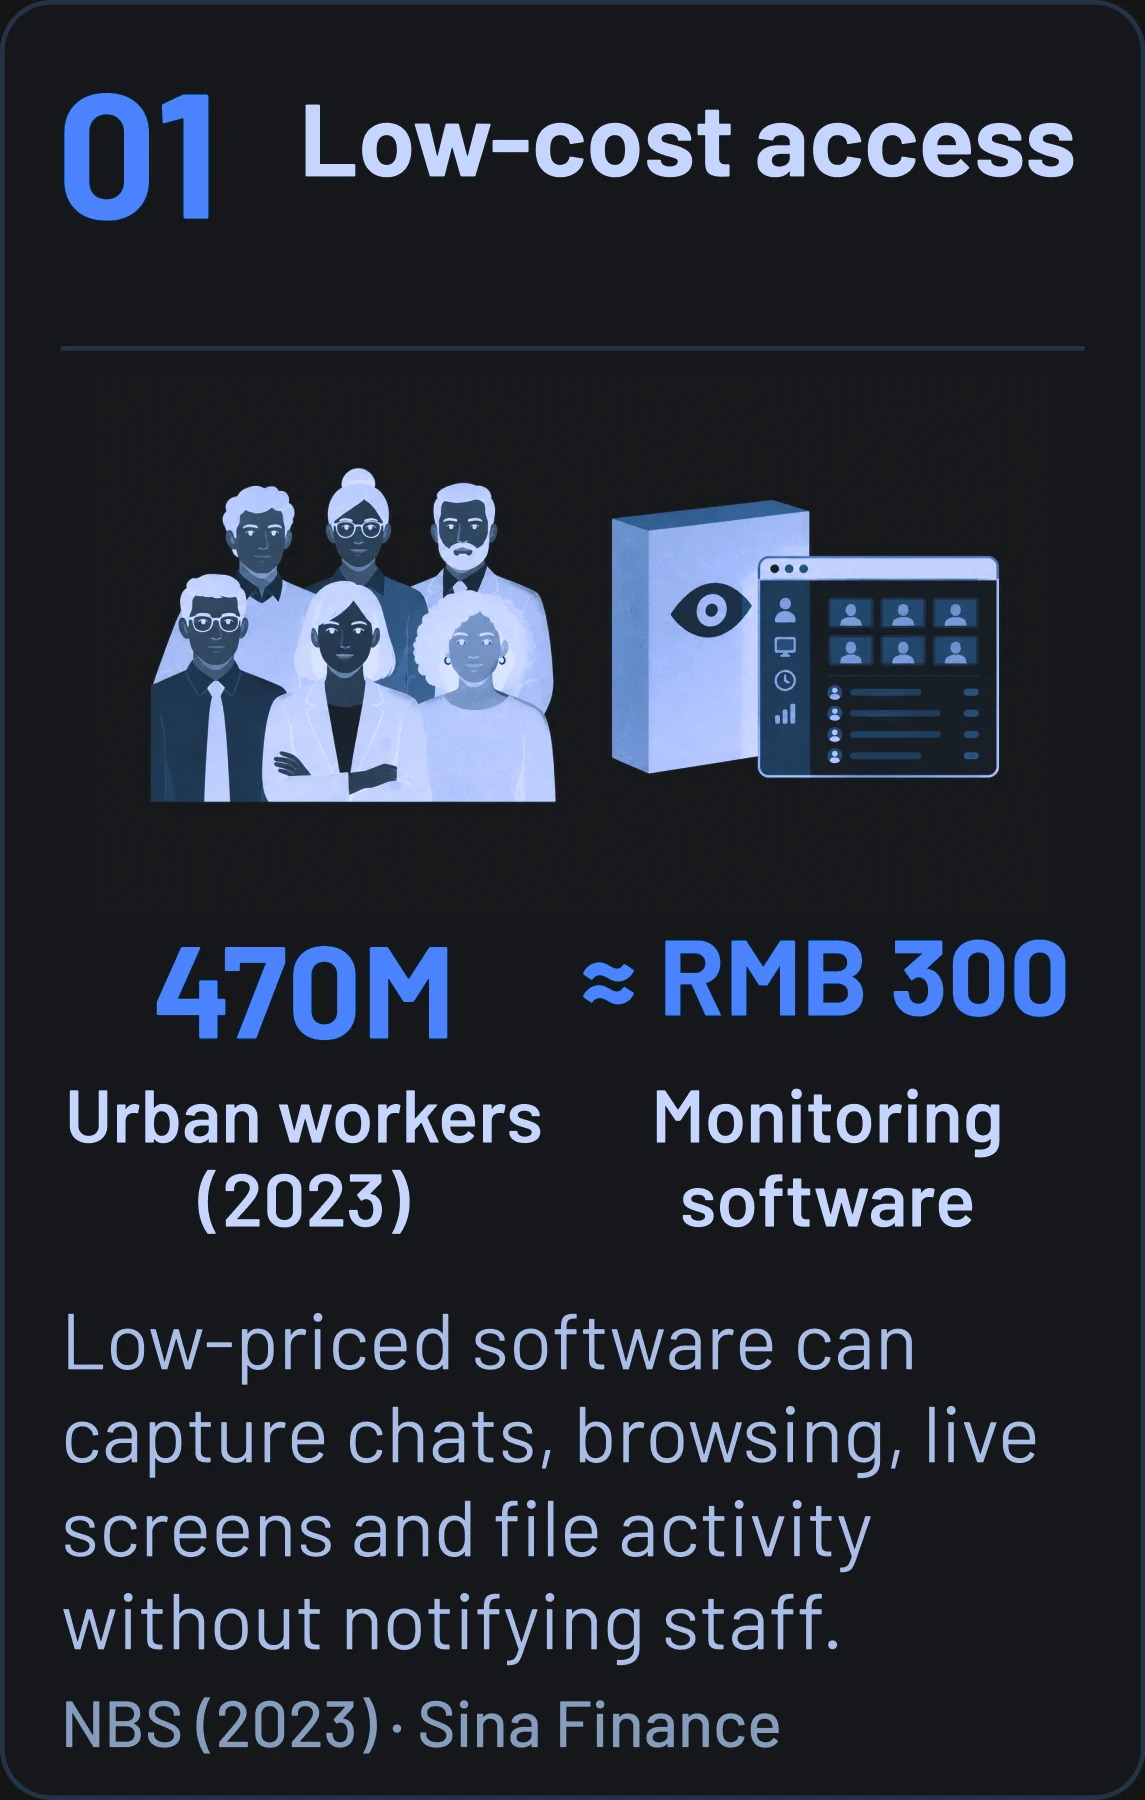 01 Low-cost access
470M
Urban workers
(2023)
≈ RMB 300
Monitoring
software
Low-priced software can
capture chats, browsing, live
screens and file activity
without notifying staff.
NBS (2023) · Sina Finance